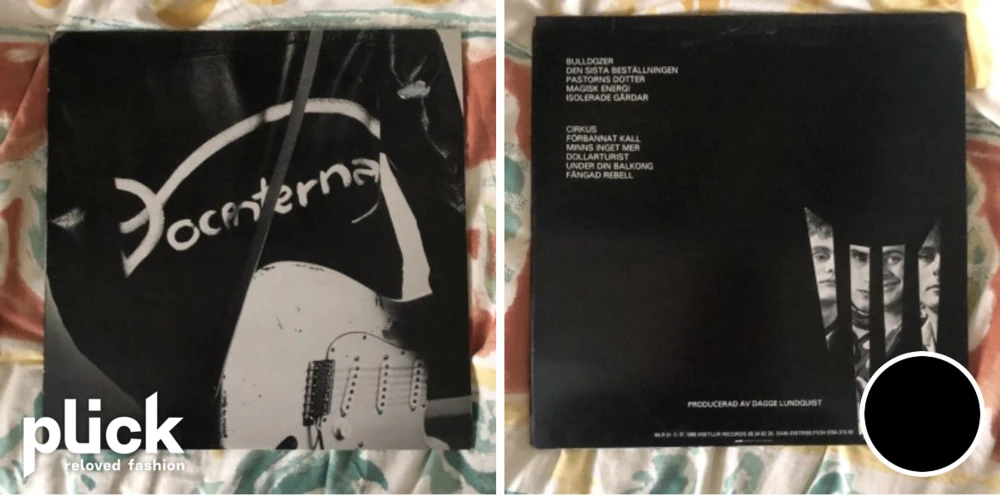 Docenterna
BULLDOZER
DEN SISTA BESTÄLLNINGEN
PASTORNS DOTTER
MAGISK ENERGI
ISOLERADE GÅRDAR
CIRKUS
FÖRBANNAT KALL
MINNS INGET MER
DOLLARTURIST
UNDER DIN BALKONG
FÅNGAD REBELL
PRODUCERAD AV DAGGE LUNDQUIST
RECORDS
plick
reloved fashion